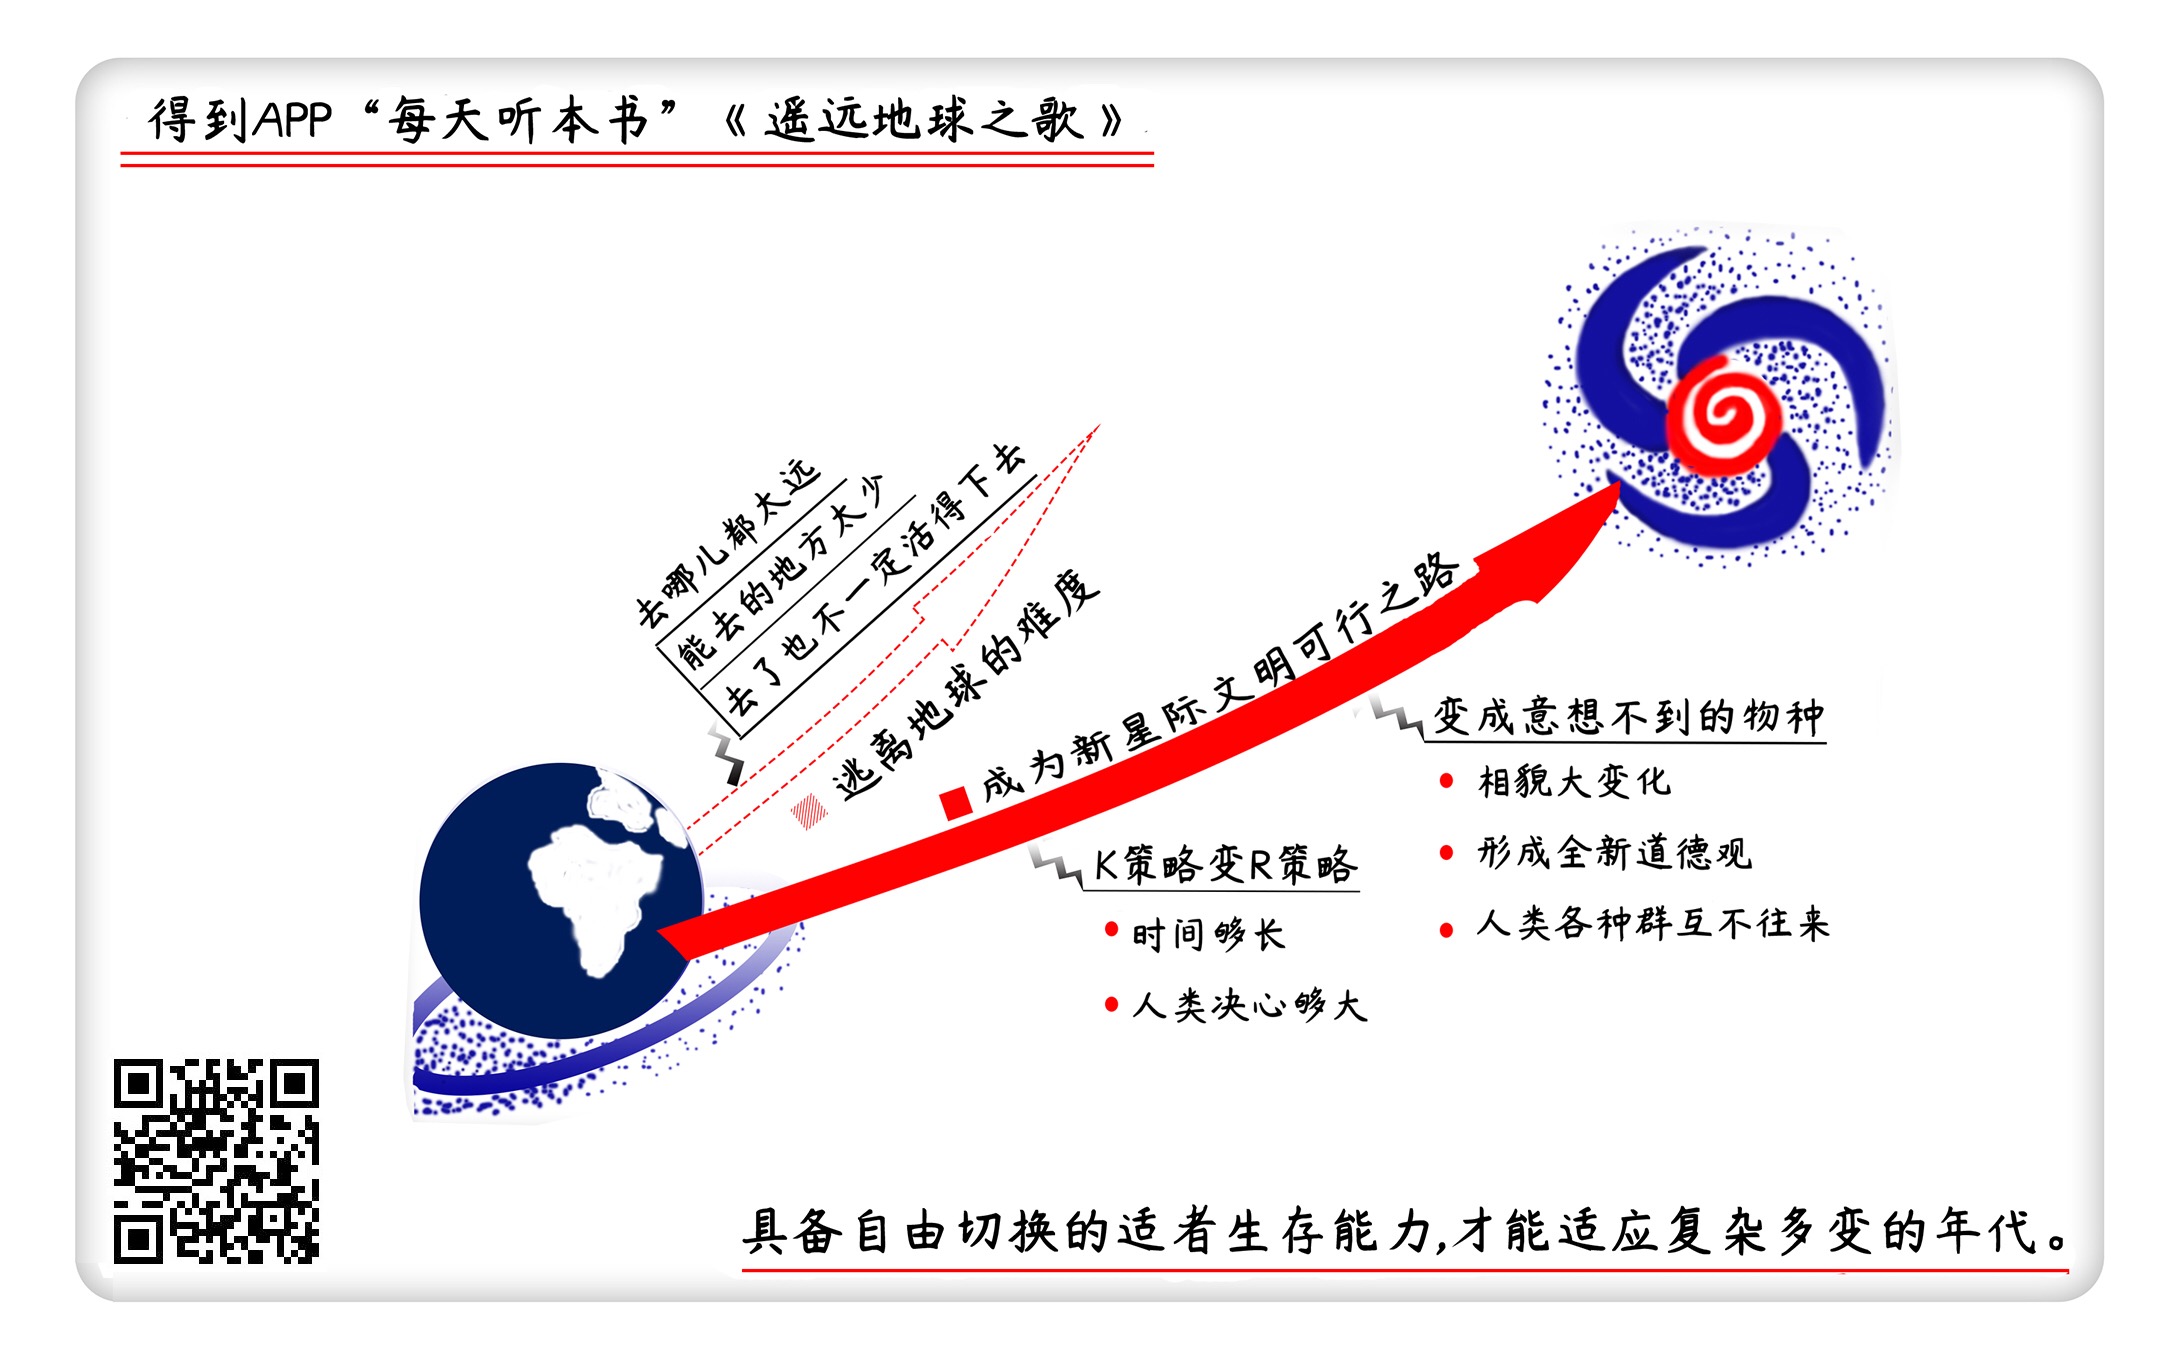 得到APP“每天听本书”《遥远地球之歌》
去哪儿都太远
能去的地方太少
去了也不一定活得下去
逃离地球的难度
成为新星际文明可行之路
K策略变R策略
时间够长
人类决心够大
变成意想不到的物种
相貌大变化
形成全新道德观
人类各种群互不往来
具备自由切换的适者生存能力,才能适应复杂多变的年代。